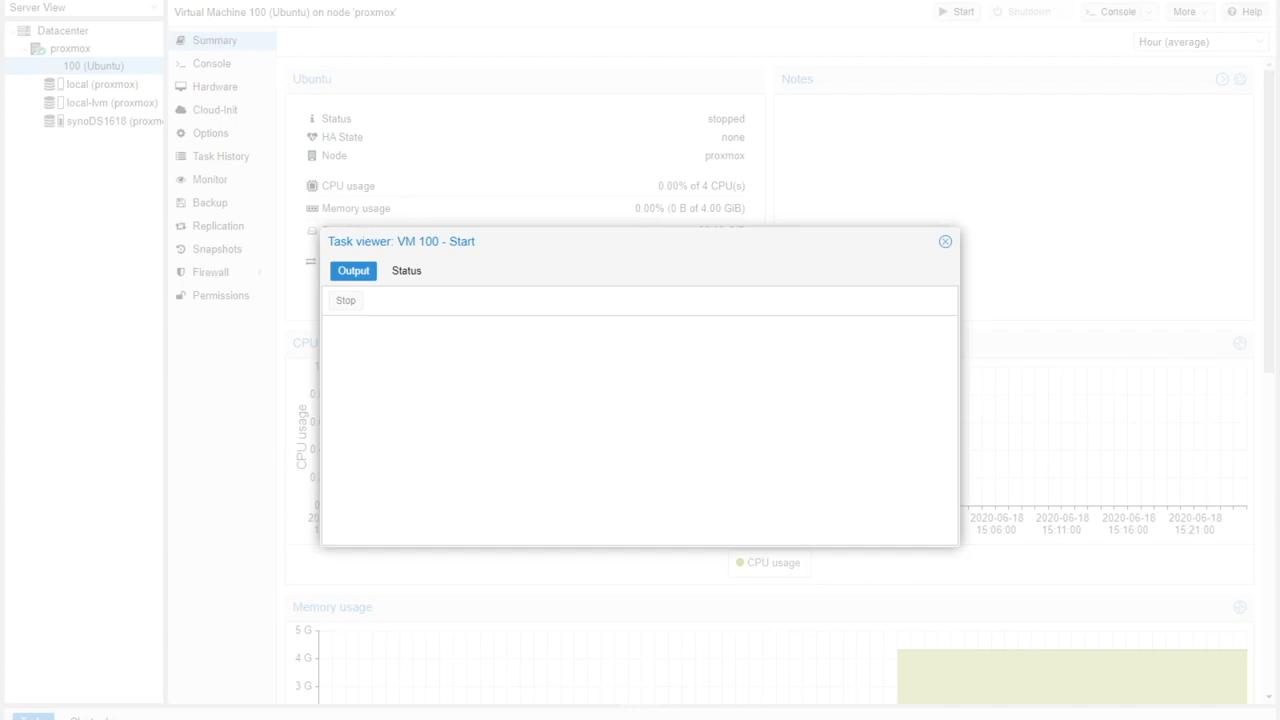 Server View
Virtual Machine 100 (Ubuntu) on node 'proxmox'
Start
Shutdown
Console
More
Help
Datacenter
proxmox
100 (Ubuntu)
local (proxmox)
local-lvm (proxmox)
synoDS1618 (proxm
Summary
Console
Hardware
Cloud-Init
Options
Task History
Monitor
Backup
Replication
Snapshots
Firewall
Permissions
Hour (average)
Ubuntu
Notes
Status stopped
HA State none
Node proxmox
CPU usage 0.00% of 4 CPU(s)
Memory usage 0.00% (0 B of 4.00 GiB)
Task viewer: VM 100 - Start
Output
Status
Stop
CPU
CPU usage
2020-06-18 15:06:00
2020-06-18 15:11:00
2020-06-18 15:16:00
2020-06-18 15:21:00
CPU usage
Memory usage
5 G
4 G
3 G